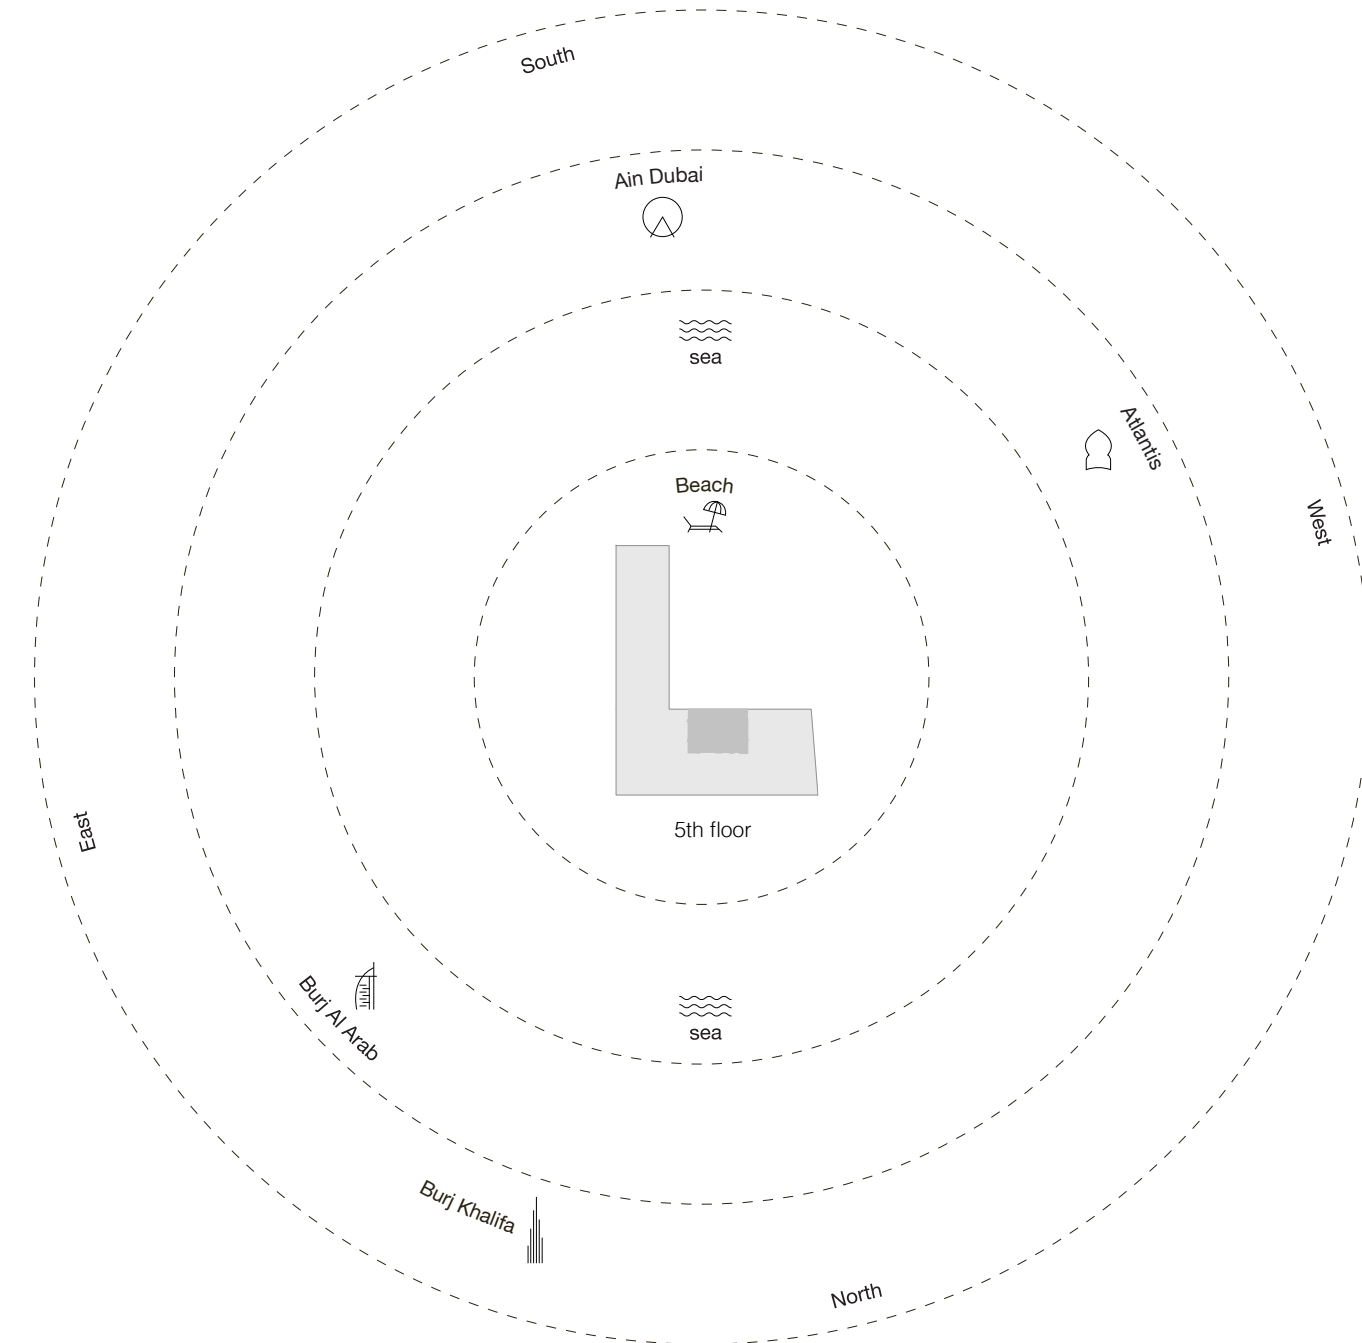 South
Ain Dubai
sea
Atlantis
Beach
West
5th floor
East
Burj Al Arab
sea
Burj Khalifa
North